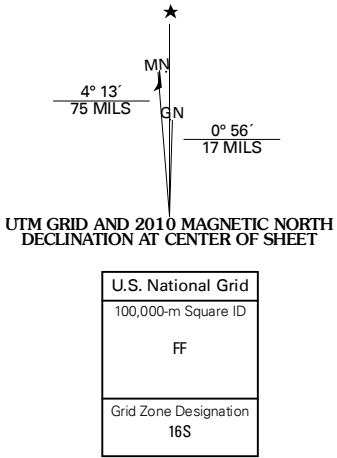 MN
4° 13´
75 MILS
GN
0° 56´
17 MILS
UTM GRID AND 2010 MAGNETIC NORTH
DECLINATION AT CENTER OF SHEET
U.S. National Grid
100,000-m Square ID
FF
Grid Zone Designation
16S